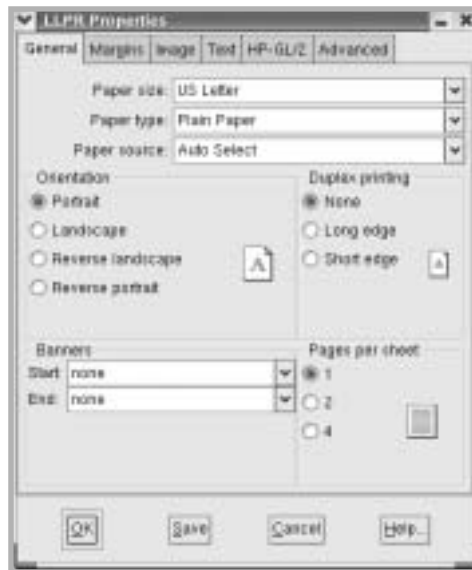 LLPR Properties
General Margins Image Text HP-GL/2 Advanced
Paper size: US Letter
Paper type: Plain Paper
Paper source: Auto Select
Orientation
Portrait
Landscape
Reverse landscape
Reverse portrait
A
Duplex printing
None
Long edge
Short edge
A
Banners
Start: none
End: none
Pages per sheet
1
2
4
OK Save Cancel Help...